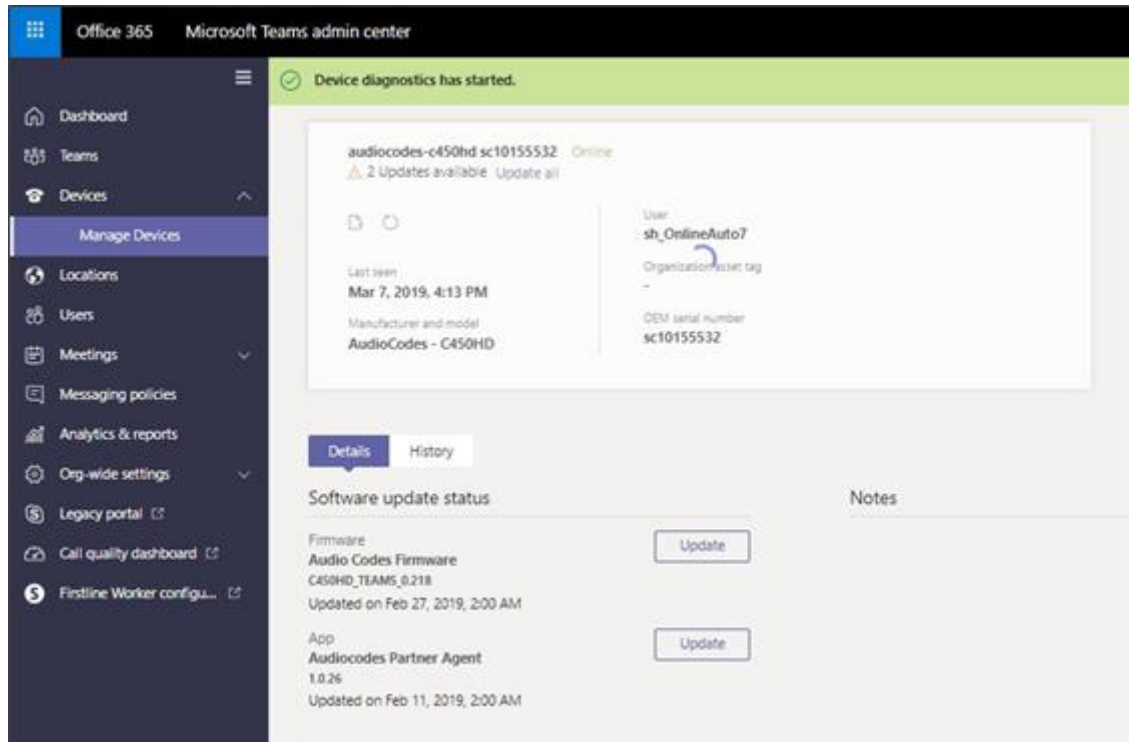 Office 365 Microsoft Teams admin center
Device diagnostics has started.
Dashboard
Teams
Devices
Manage Devices
Locations
Users
Meetings
Messaging policies
Analytics & reports
Org-wide settings
Legacy portal
Call quality dashboard
Firstline Worker configu...
audiocodes-c450hd sc10155532 Online
2 Updates available Update all
Last seen
Mar 7, 2019, 4:13 PM
Manufacturer and model
AudioCodes - C450HD
User
sh_OnlineAuto7
Organization asset tag
-
OEM serial number
sc10155532
Details History
Software update status
Firmware
Audio Codes Firmware
C450HD_TEAMS_0.218
Updated on Feb 27, 2019, 2:00 AM
Update
App
Audiocodes Partner Agent
1.0.26
Updated on Feb 11, 2019, 2:00 AM
Update
Notes